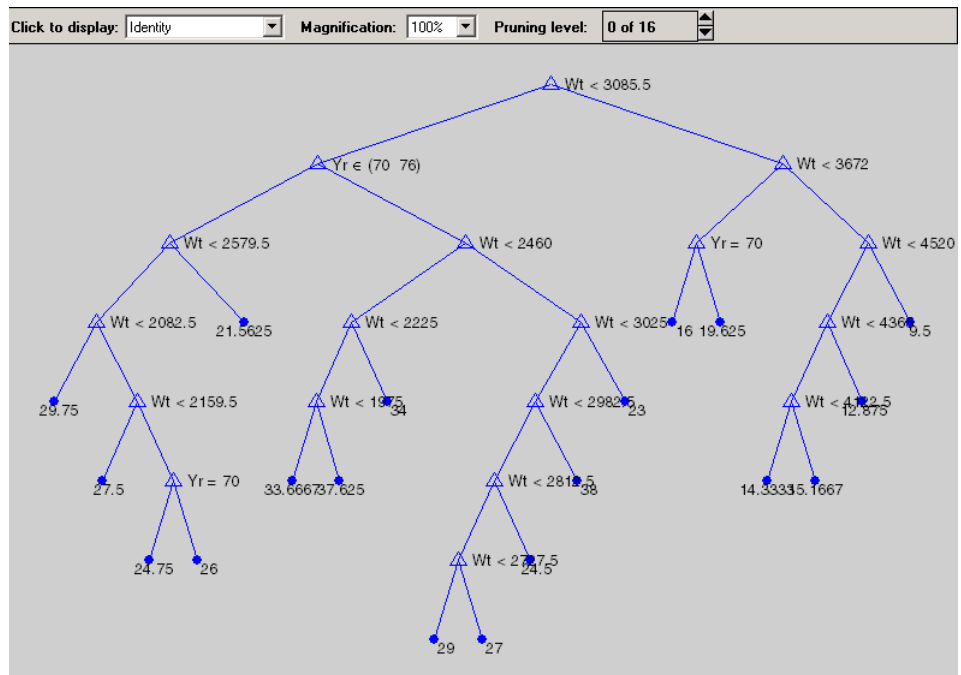 Click to display: Identity Magnification: 100% Pruning level: 0 of 16
Wt < 3085.5
Yr ∈ (70 76) Wt < 3672
Wt < 2579.5 Wt < 2460 Yr = 70 Wt < 4520
Wt < 2082.5 21.5625 Wt < 2225 Wt < 3025 16 19.625 9.5
29.75 Wt < 2159.5 Wt < 1975 34 23 12.875
27.5 Yr = 70 33.6667 37.625 38 14.3333 15.1667
24.75 26 24.5
29 27